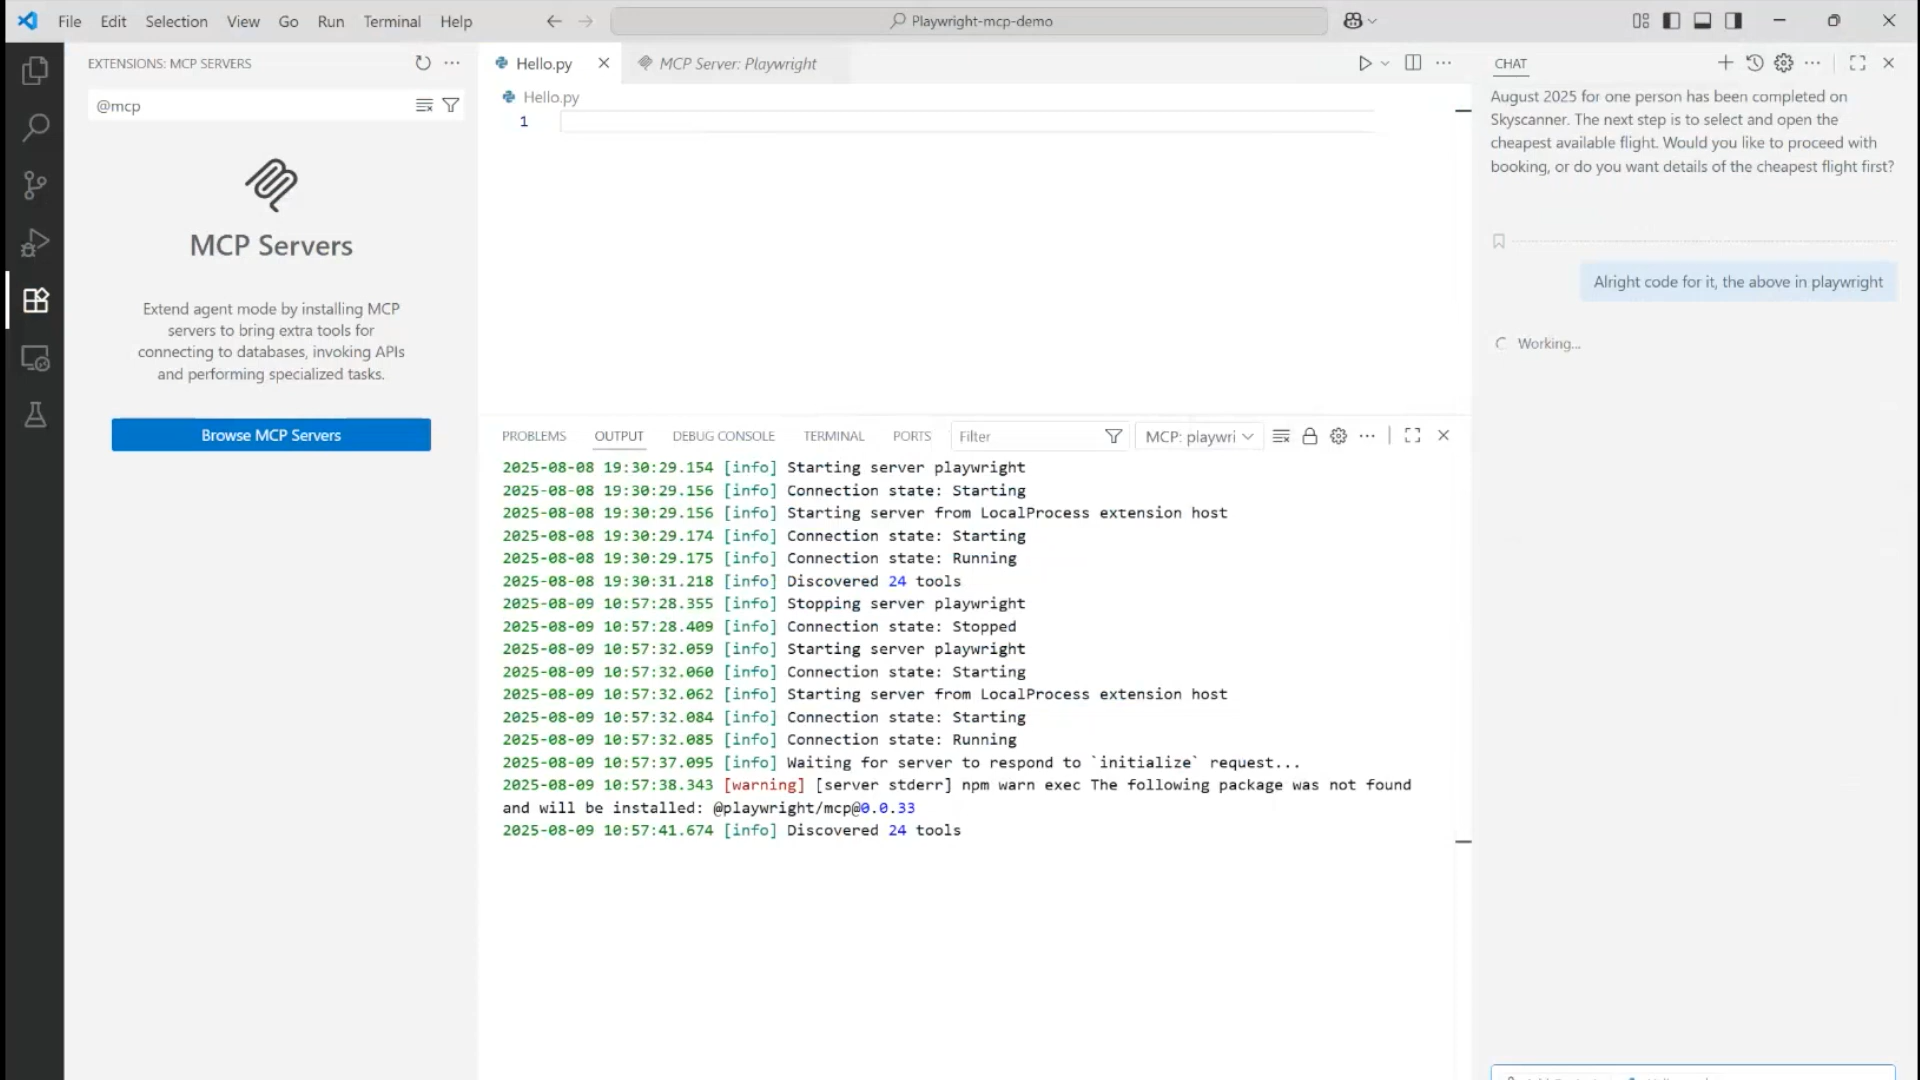 File Edit Selection View Go Run Terminal Help
Playwright-mcp-demo
EXTENSIONS: MCP SERVERS
@mcp
MCP Servers
Extend agent mode by installing MCP
servers to bring extra tools for
connecting to databases, invoking APIs
and performing specialized tasks.
Browse MCP Servers
Hello.py
MCP Server: Playwright
Hello.py
1
PROBLEMS OUTPUT DEBUG CONSOLE TERMINAL PORTS Filter MCP: playwri
2025-08-08 19:30:29.154 [info] Starting server playwright
2025-08-08 19:30:29.156 [info] Connection state: Starting
2025-08-08 19:30:29.156 [info] Starting server from LocalProcess extension host
2025-08-08 19:30:29.174 [info] Connection state: Starting
2025-08-08 19:30:29.175 [info] Connection state: Running
2025-08-08 19:30:31.218 [info] Discovered 24 tools
2025-08-09 10:57:28.355 [info] Stopping server playwright
2025-08-09 10:57:28.409 [info] Connection state: Stopped
2025-08-09 10:57:32.059 [info] Starting server playwright
2025-08-09 10:57:32.060 [info] Connection state: Starting
2025-08-09 10:57:32.062 [info] Starting server from LocalProcess extension host
2025-08-09 10:57:32.084 [info] Connection state: Starting
2025-08-09 10:57:32.085 [info] Connection state: Running
2025-08-09 10:57:37.095 [info] Waiting for server to respond to `initialize` request...
2025-08-09 10:57:38.343 [warning] [server stderr] npm warn exec The following package was not found
and will be installed: @playwright/mcp@0.0.33
2025-08-09 10:57:41.674 [info] Discovered 24 tools
CHAT
August 2025 for one person has been completed on
Skyscanner. The next step is to select and open the
cheapest available flight. Would you like to proceed with
booking, or do you want details of the cheapest flight first?
Alright code for it, the above in playwright
Working...